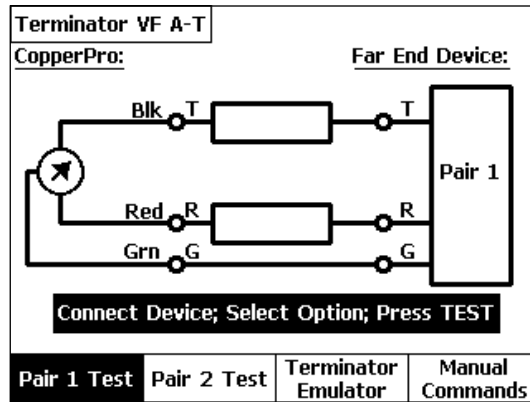 Terminator VF A-T
CopperPro: Far End Device:
Blk T T
Pair 1
Red R R
Grn G G
Connect Device; Select Option; Press TEST
Pair 1 Test Pair 2 Test Terminator Emulator Manual Commands